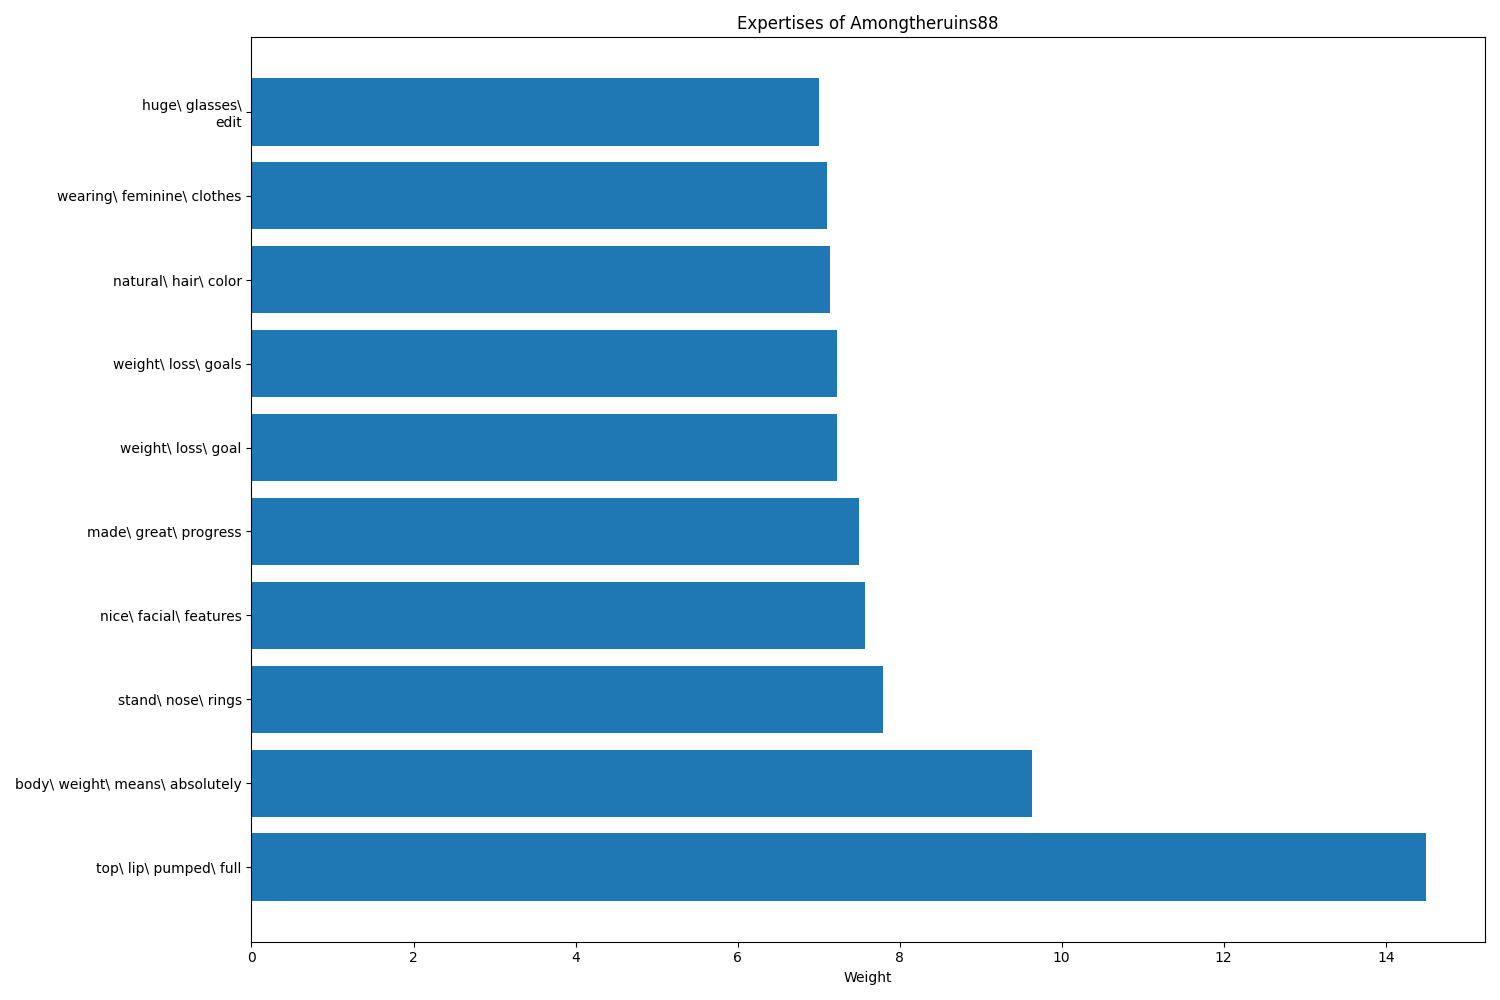 Expertises of Amongtheruins88
huge\ glasses\
edit
wearing\ feminine\ clothes
natural\ hair\ color
weight\ loss\ goals
weight\ loss\ goal
made\ great\ progress
nice\ facial\ features
stand\ nose\ rings
body\ weight\ means\ absolutely
top\ lip\ pumped\ full
0 2 4 6 8 10 12 14
Weight